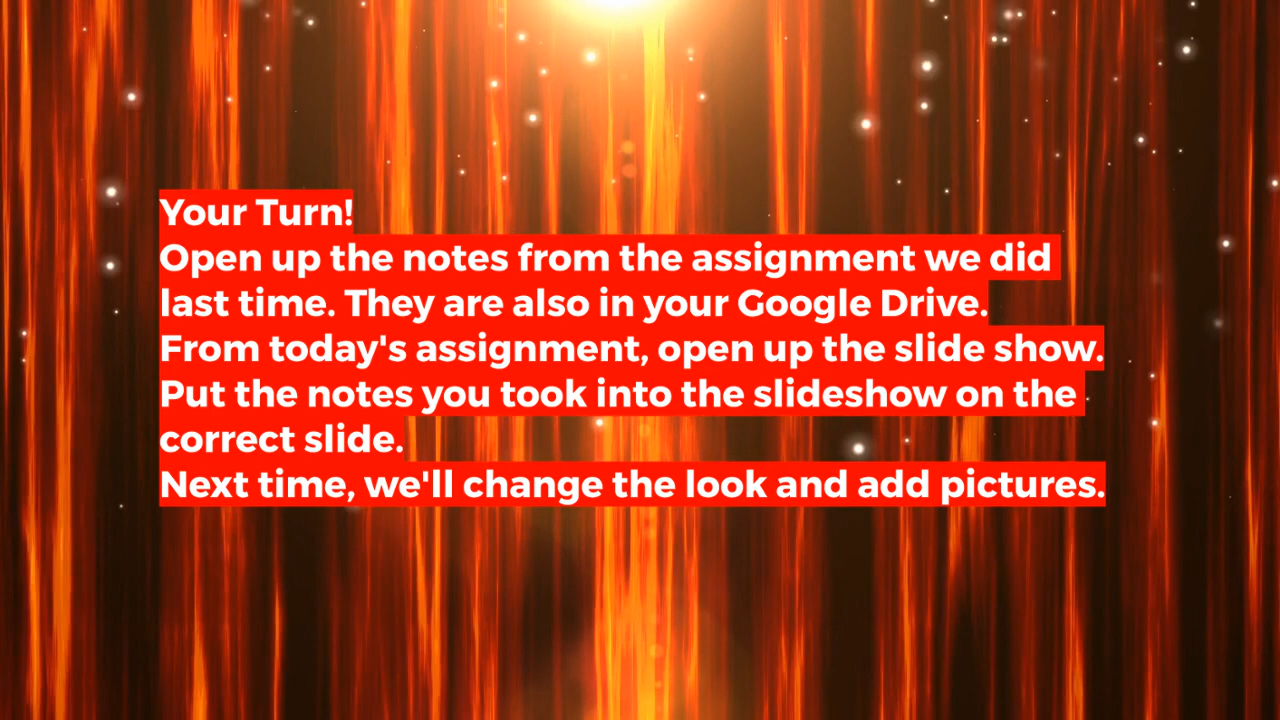 Your Turn!
Open up the notes from the assignment we did
last time. They are also in your Google Drive.
From today's assignment, open up the slide show.
Put the notes you took into the slideshow on the
correct slide.
Next time, we'll change the look and add pictures.